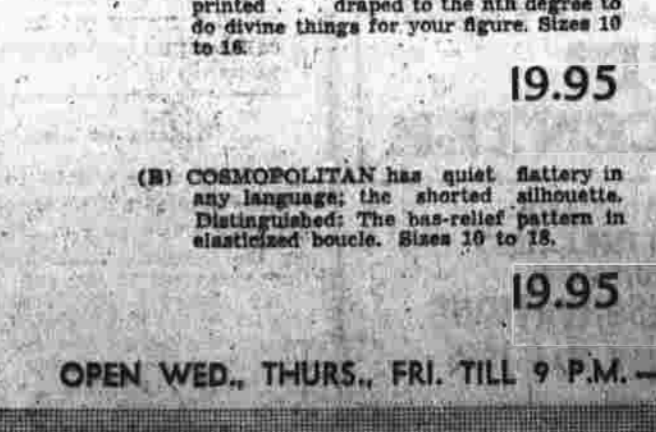 printed . . . draped to the nth degree to
do divine things for your figure. Sizes 10
to 16.
19.95
(B) COSMOPOLITAN has quiet flattery in
any language; the shorted silhouette.
Distinguished: The bas-relief pattern in
elasticized boucle. Sizes 10 to 18.
19.95
OPEN WED., THURS., FRI. TILL 9 P.M. —